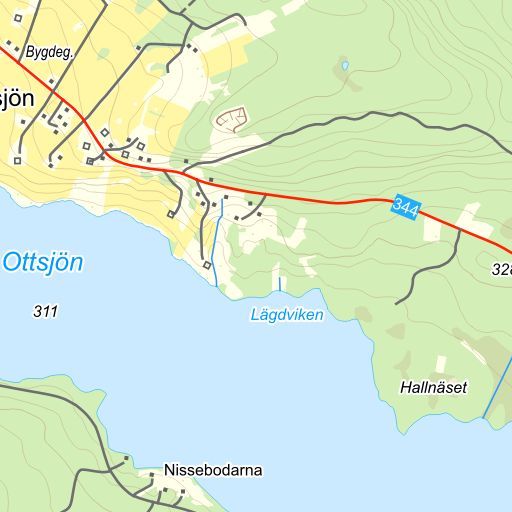 Bygdeg.
sjön
344
Ottsjön
328
311
Lägdviken
Hallnäset
Nissebodarna